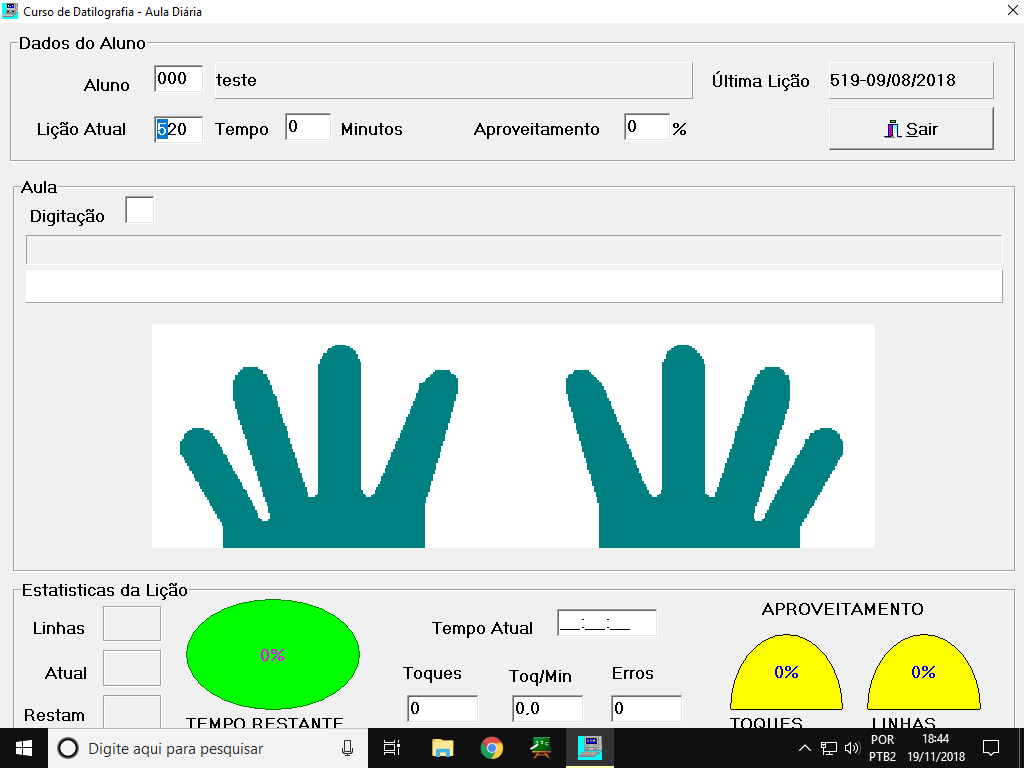 Curso de Datilografia - Aula Diária
Dados do Aluno
Aluno 000 teste Última Lição 519-09/08/2018
Lição Atual 520 Tempo 0 Minutos Aproveitamento 0 % Sair
Aula
Digitação
Estatisticas da Lição
APROVEITAMENTO
Linhas Tempo Atual __:__:__
0% 0% 0%
Atual Toques Toq/Min Erros
Restam 0 0,0 0
TEMPO RESTANTE TOQUES LINHAS
Digite aqui para pesquisar
POR
PTB2
18:44
19/11/2018